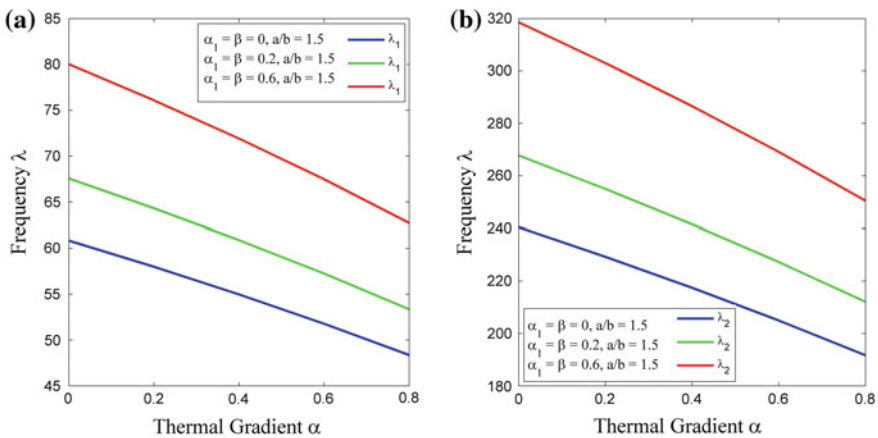 (a)
85
80
75
70
65
60
55
50
45
Frequency λ
α₁ = β = 0, a/b = 1.5 λ₁
α₁ = β = 0.2, a/b = 1.5 λ₁
α₁ = β = 0.6, a/b = 1.5 λ₁
0 0.2 0.4 0.6 0.8
Thermal Gradient α
(b)
320
300
280
260
240
220
200
180
Frequency λ
α₁ = β = 0, a/b = 1.5 λ₂
α₁ = β = 0.2, a/b = 1.5 λ₂
α₁ = β = 0.6, a/b = 1.5 λ₂
0 0.2 0.4 0.6 0.8
Thermal Gradient α